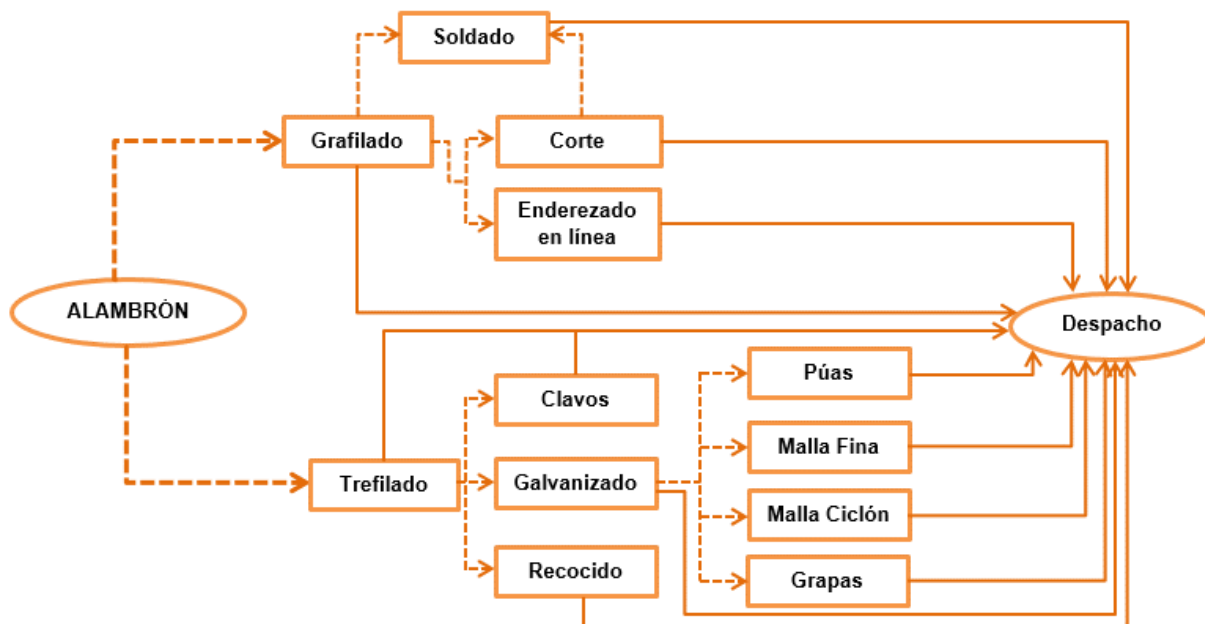 Soldado
Grafilado
Corte
Enderezado
en línea
ALAMBRÓN
Despacho
Púas
Clavos
Malla Fina
Trefilado
Galvanizado
Malla Ciclón
Recocido
Grapas